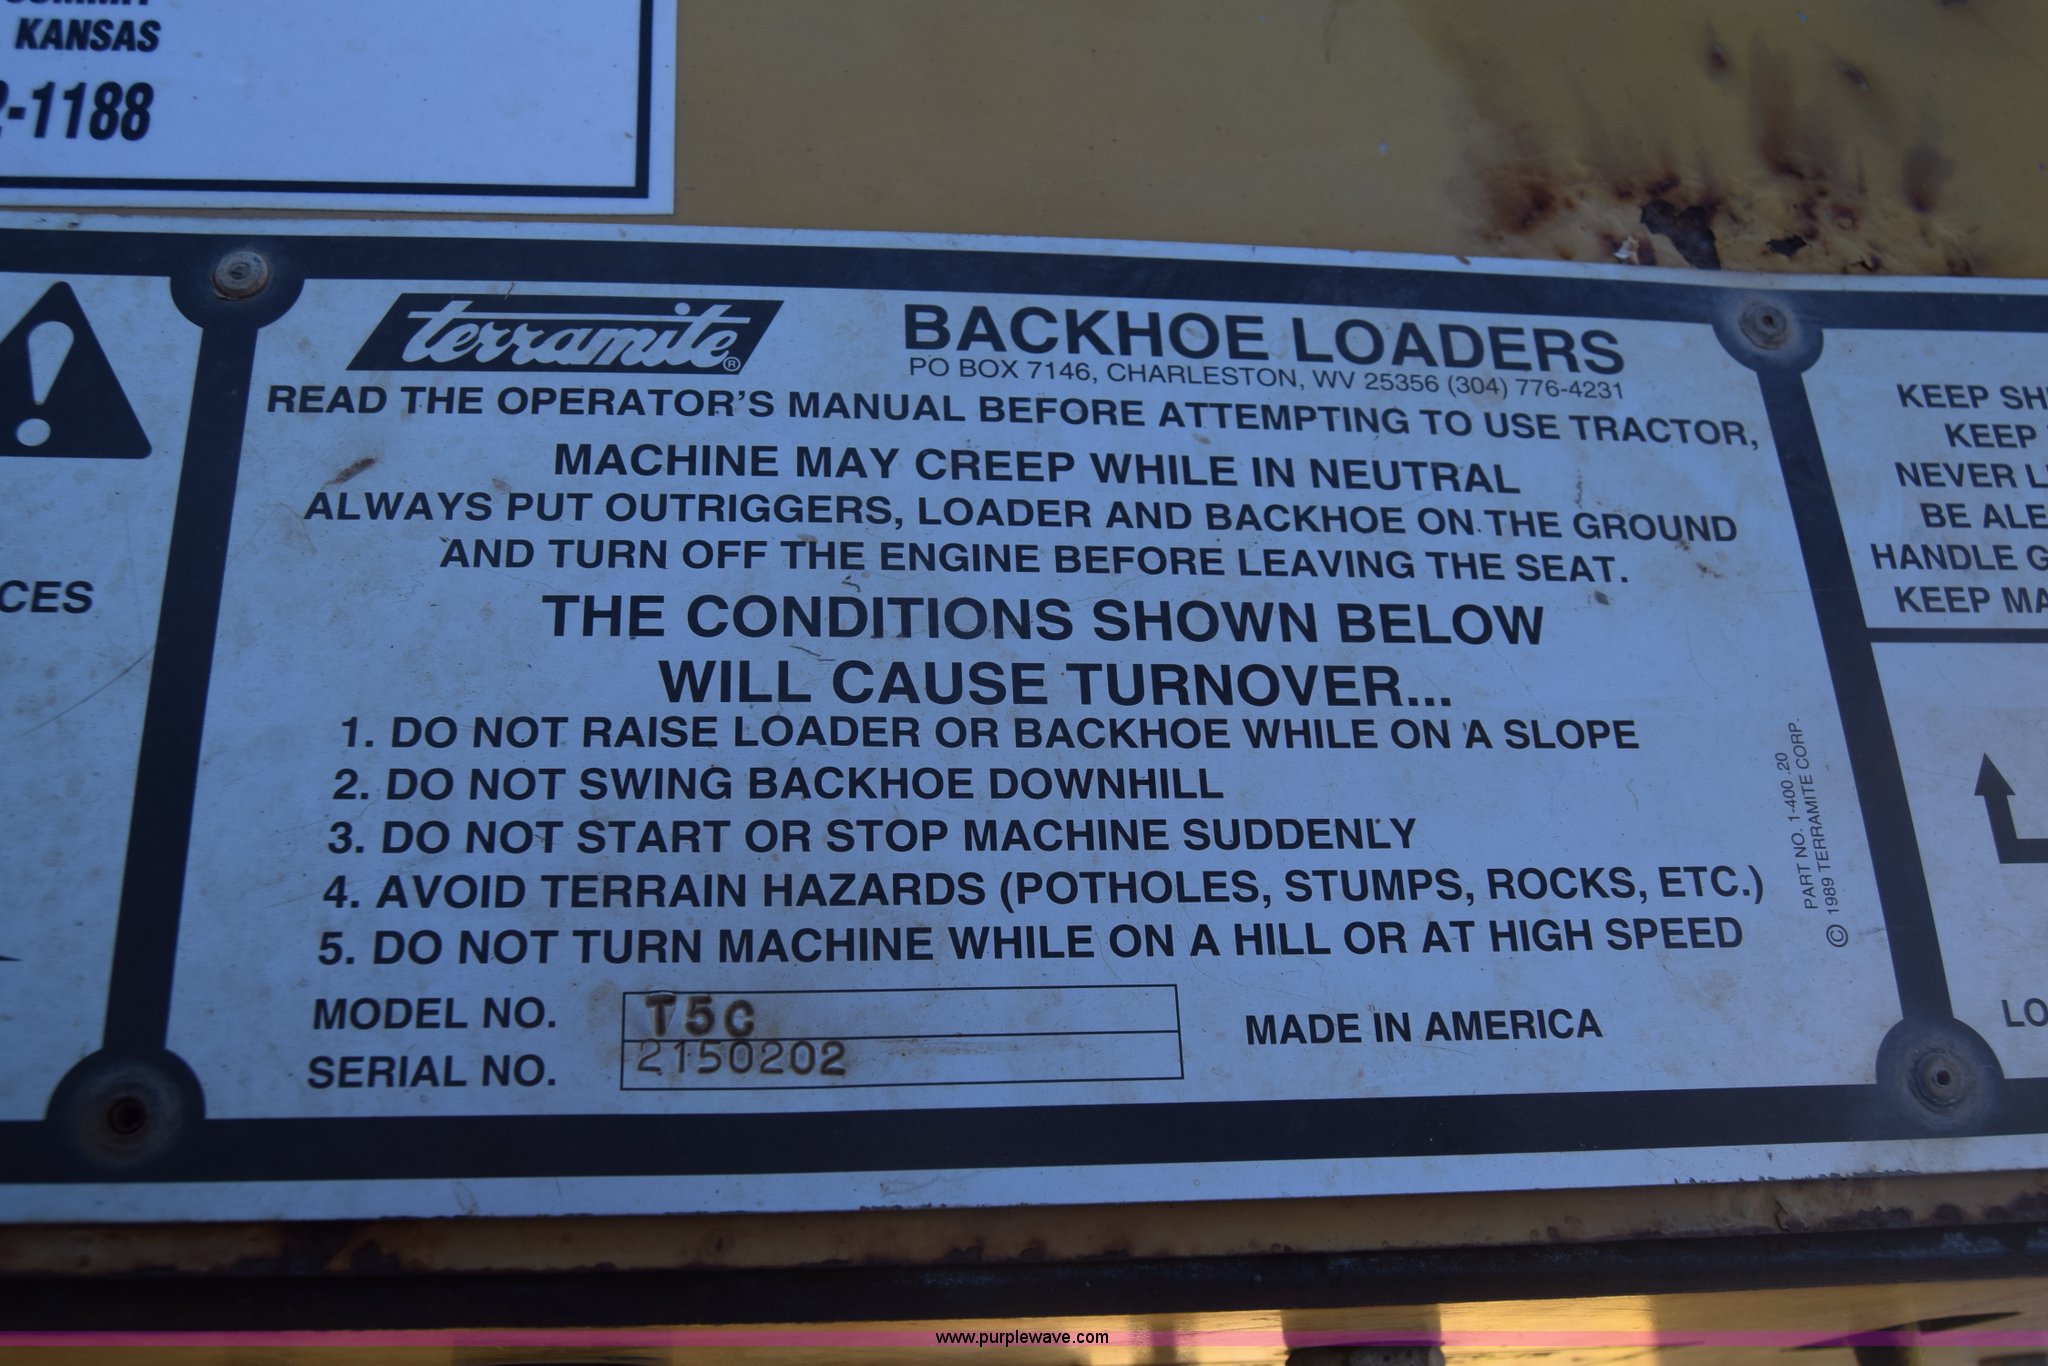 KANSAS
-1188
CES
terramite®
BACKHOE LOADERS
PO BOX 7146, CHARLESTON, WV 25356 (304) 776-4231
READ THE OPERATOR'S MANUAL BEFORE ATTEMPTING TO USE TRACTOR,
MACHINE MAY CREEP WHILE IN NEUTRAL
ALWAYS PUT OUTRIGGERS, LOADER AND BACKHOE ON THE GROUND
AND TURN OFF THE ENGINE BEFORE LEAVING THE SEAT.
THE CONDITIONS SHOWN BELOW
WILL CAUSE TURNOVER...
1. DO NOT RAISE LOADER OR BACKHOE WHILE ON A SLOPE
2. DO NOT SWING BACKHOE DOWNHILL
3. DO NOT START OR STOP MACHINE SUDDENLY
4. AVOID TERRAIN HAZARDS (POTHOLES, STUMPS, ROCKS, ETC.)
5. DO NOT TURN MACHINE WHILE ON A HILL OR AT HIGH SPEED
MODEL NO. T5C
SERIAL NO. 2150202
MADE IN AMERICA
PART NO. 1-400 .20
© 1989 TERRAMITE CORP.
KEEP SH
KEEP
NEVER L
BE ALE
HANDLE G
KEEP MA
LO
www.purplewave.com